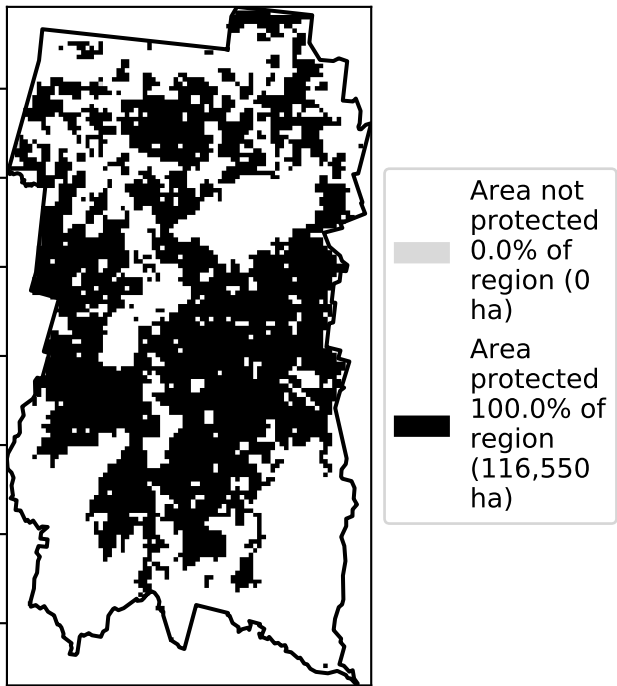 Area not
protected
0.0% of
region (0
ha)
Area
protected
100.0% of
region
(116,550
ha)